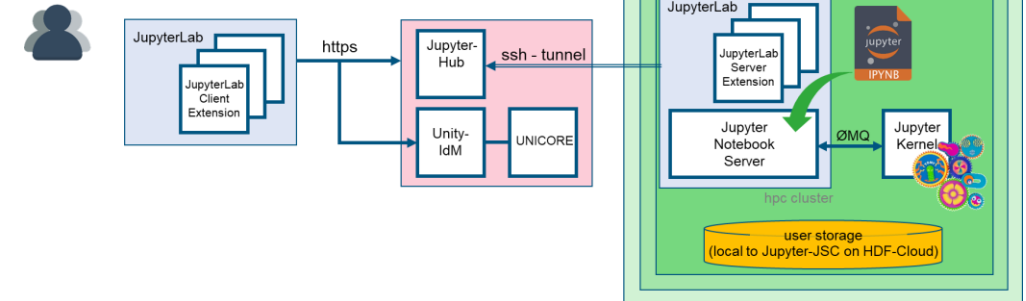 JupyterLab
JupyterLab
Client
Extension
https
Jupyter-
Hub
ssh - tunnel
Unity-
IdM
UNICORE
JupyterLab
JupyterLab
Server
Extension
jupyter
IPYNB
Jupyter
Notebook
Server
ØMQ
Jupyter
Kernel
hpc cluster
user storage
(local to Jupyter-JSC on HDF-Cloud)